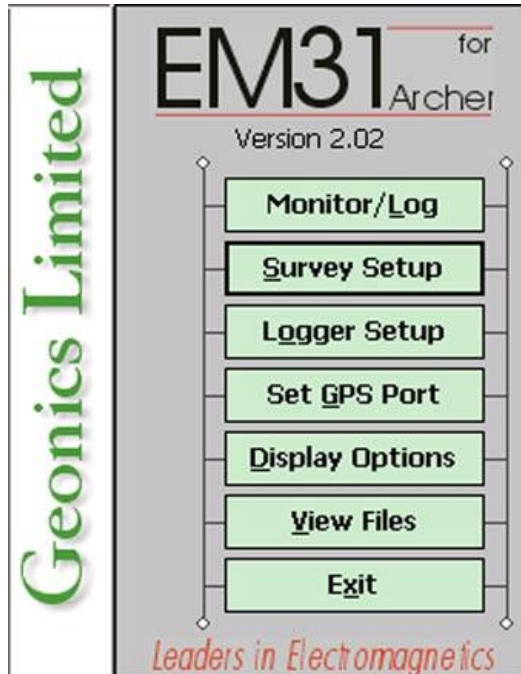 Geonics Limited
EM31 for
Archer
Version 2.02
Monitor/Log
Survey Setup
Logger Setup
Set GPS Port
Display Options
View Files
Exit
Leaders in Electromagnetics